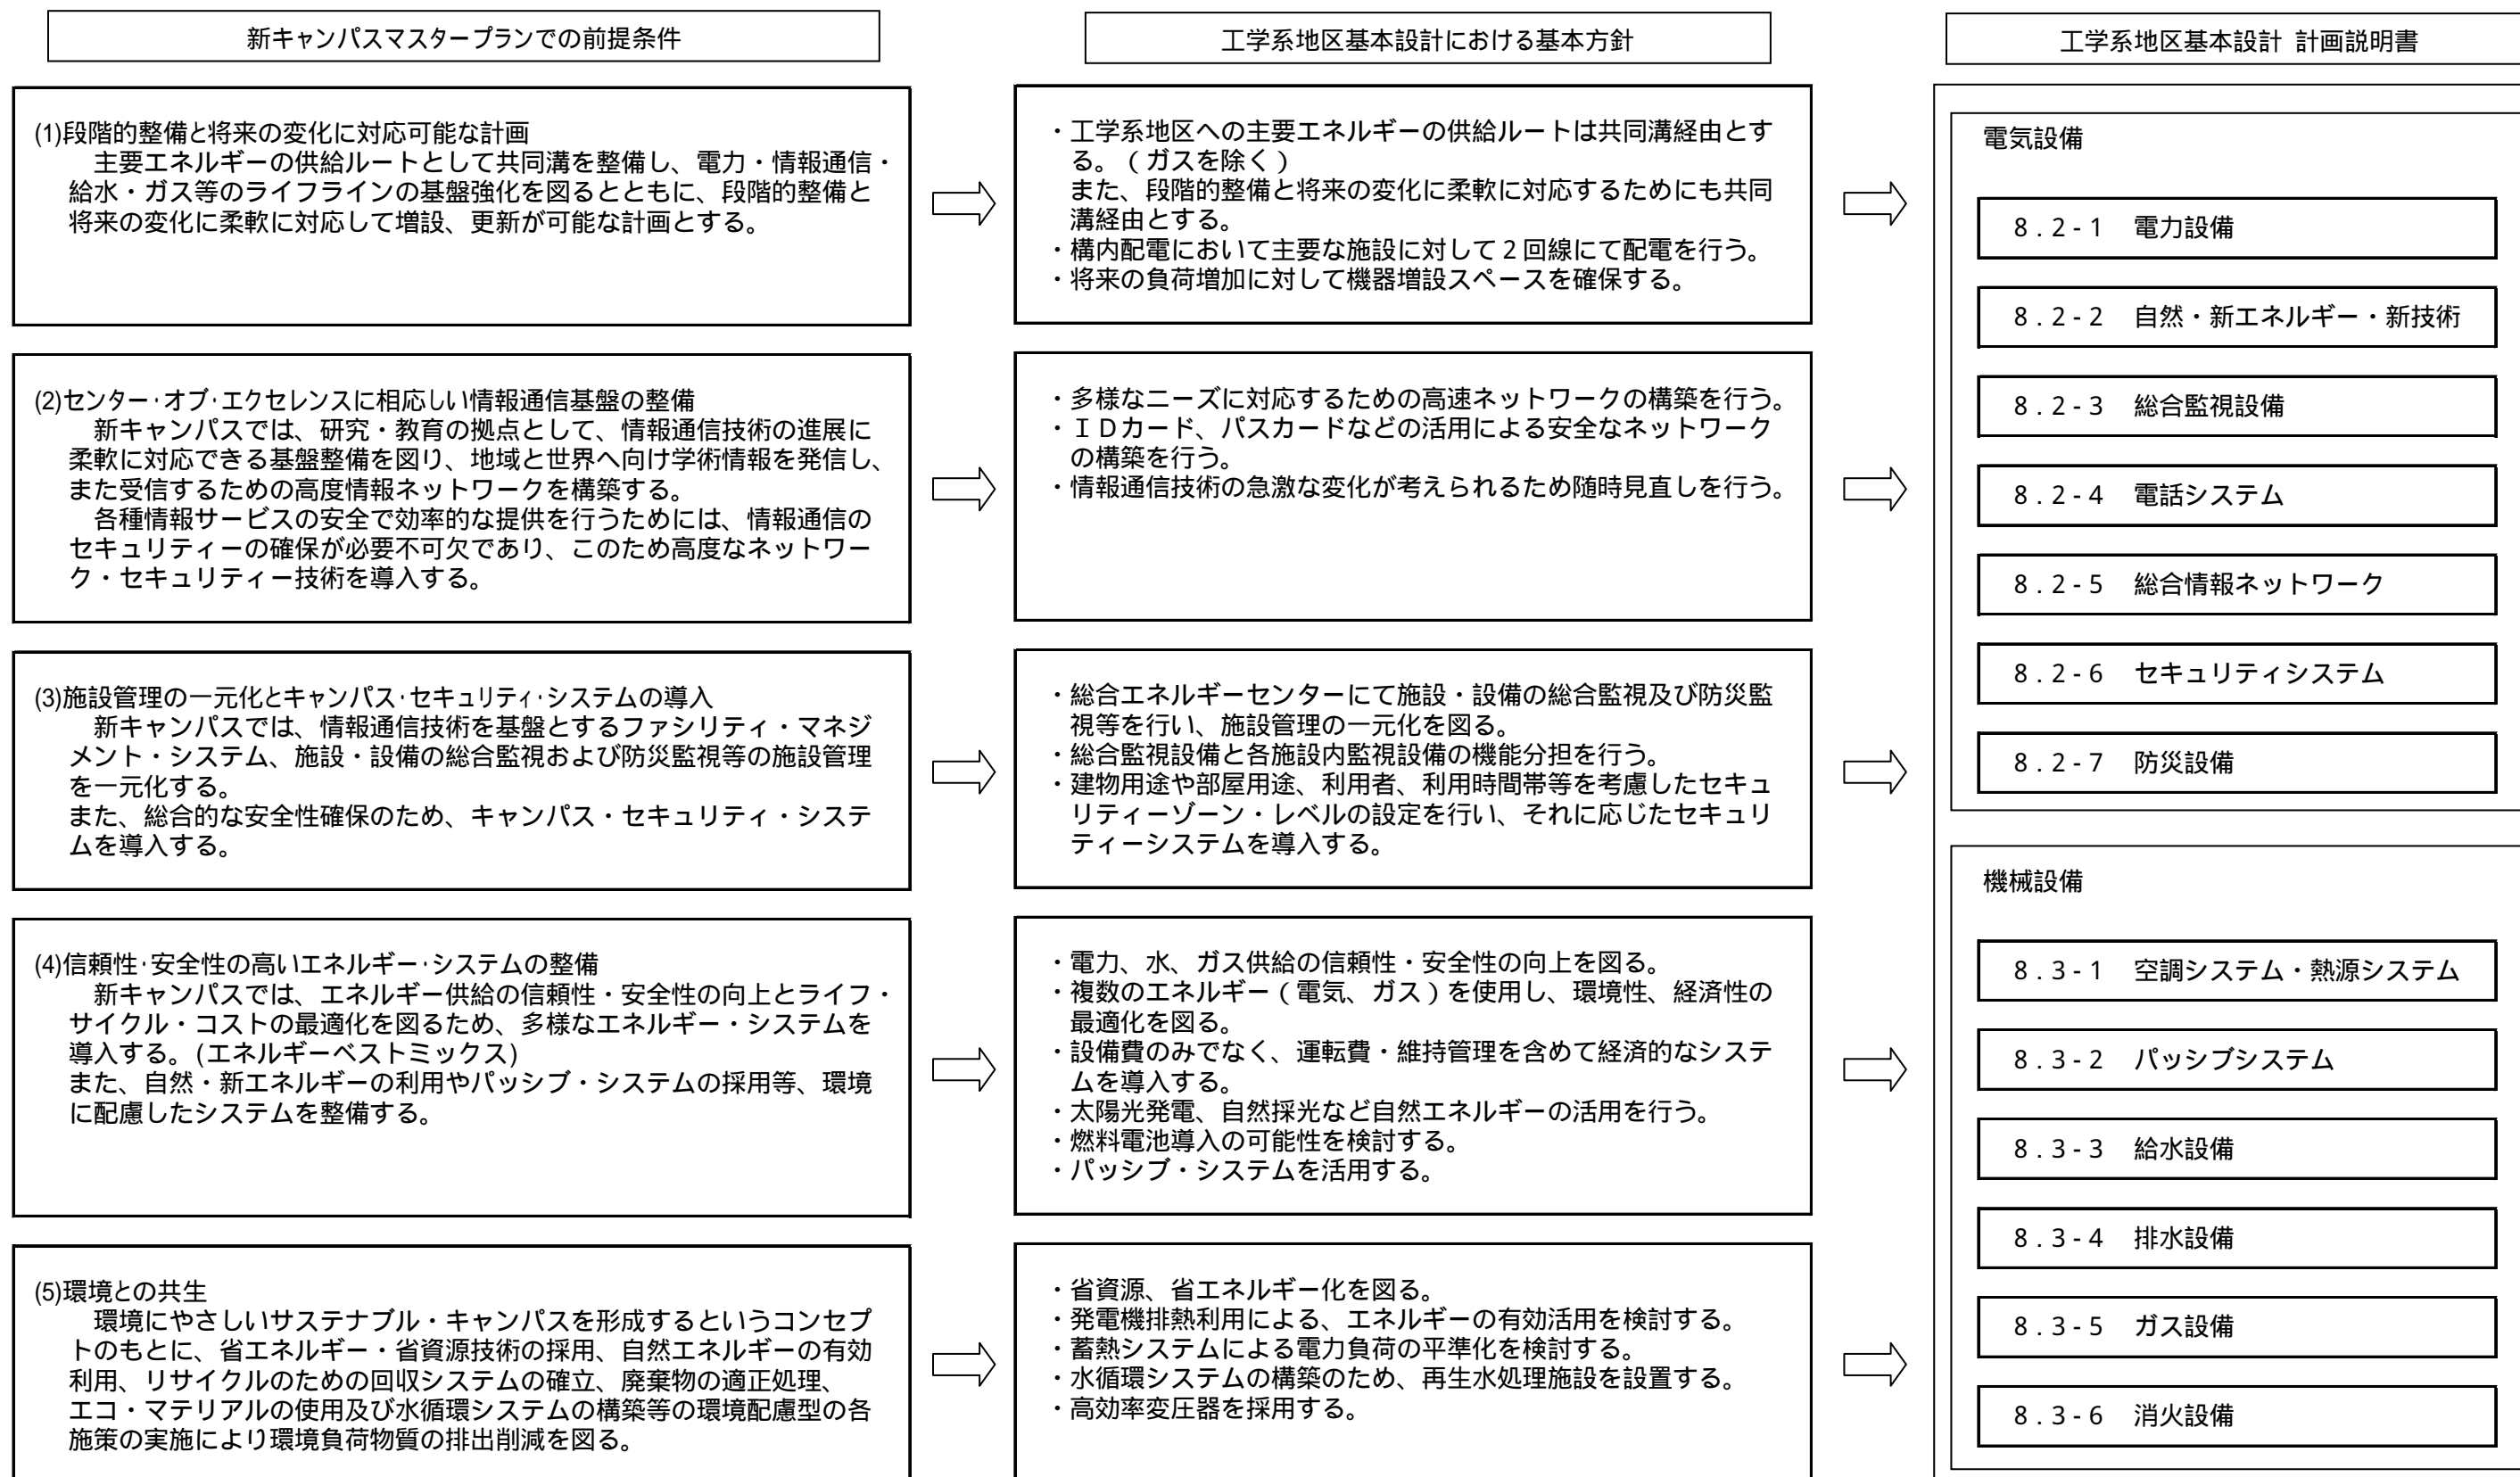 新キャンパスマスタープランでの前提条件
工学系地区基本設計における基本方針
工学系地区基本設計 計画説明書
(1)段階的整備と将来の変化に対応可能な計画
主要エネルギーの供給ルートとして共同溝を整備し、電力・情報通信・
給水・ガス等のライフラインの基盤強化を図るとともに、段階的整備と
将来の変化に柔軟に対応して増設、更新が可能な計画とする。
・工学系地区への主要エネルギーの供給ルートは共同溝経由とす
る。（ガスを除く）
また、段階的整備と将来の変化に柔軟に対応するためにも共同
溝経由とする。
・構内配電において主要な施設に対して２回線にて配電を行う。
・将来の負荷増加に対して機器増設スペースを確保する。
(2)センター・オブ・エクセレンスに相応しい情報通信基盤の整備
新キャンパスでは、研究・教育の拠点として、情報通信技術の進展に
柔軟に対応できる基盤整備を図り、地域と世界へ向け学術情報を発信し、
また受信するための高度情報ネットワークを構築する。
各種情報サービスの安全で効率的な提供を行うためには、情報通信の
セキュリティーの確保が必要不可欠であり、このため高度なネットワー
ク・セキュリティー技術を導入する。
・多様なニーズに対応するための高速ネットワークの構築を行う。
・ＩＤカード、パスカードなどの活用による安全なネットワーク
の構築を行う。
・情報通信技術の急激な変化が考えられるため随時見直しを行う。
(3)施設管理の一元化とキャンパス・セキュリティ・システムの導入
新キャンパスでは、情報通信技術を基盤とするファシリティ・マネジ
メント・システム、施設・設備の総合監視および防災監視等の施設管理
を一元化する。
また、総合的な安全性確保のため、キャンパス・セキュリティ・システ
ムを導入する。
・総合エネルギーセンターにて施設・設備の総合監視及び防災監
視等を行い、施設管理の一元化を図る。
・総合監視設備と各施設内監視設備の機能分担を行う。
・建物用途や部屋用途、利用者、利用時間帯等を考慮したセキュ
リティーゾーン・レベルの設定を行い、それに応じたセキュリ
ティーシステムを導入する。
(4)信頼性・安全性の高いエネルギー・システムの整備
新キャンパスでは、エネルギー供給の信頼性・安全性の向上とライフ・
サイクル・コストの最適化を図るため、多様なエネルギー・システムを
導入する。(エネルギーベストミックス)
また、自然・新エネルギーの利用やパッシブ・システムの採用等、環境
に配慮したシステムを整備する。
・電力、水、ガス供給の信頼性・安全性の向上を図る。
・複数のエネルギー（電気、ガス）を使用し、環境性、経済性の
最適化を図る。
・設備費のみでなく、運転費・維持管理を含めて経済的なシステ
ムを導入する。
・太陽光発電、自然採光など自然エネルギーの活用を行う。
・燃料電池導入の可能性を検討する。
・パッシブ・システムを活用する。
(5)環境との共生
環境にやさしいサステナブル・キャンパスを形成するというコンセプ
トのもとに、省エネルギー・省資源技術の採用、自然エネルギーの有効
利用、リサイクルのための回収システムの確立、廃棄物の適正処理、
エコ・マテリアルの使用及び水循環システムの構築等の環境配慮型の各
施策の実施により環境負荷物質の排出削減を図る。
・省資源、省エネルギー化を図る。
・発電機排熱利用による、エネルギーの有効活用を検討する。
・蓄熱システムによる電力負荷の平準化を検討する。
・水循環システムの構築のため、再生水処理施設を設置する。
・高効率変圧器を採用する。
電気設備
８．２-１ 電力設備
８．２-２ 自然・新エネルギー・新技術
８．２-３ 総合監視設備
８．２-４ 電話システム
８．２-５ 総合情報ネットワーク
８．２-６ セキュリティシステム
８．２-７ 防災設備
機械設備
８．３-１ 空調システム・熱源システム
８．３-２ パッシブシステム
８．３-３ 給水設備
８．３-４ 排水設備
８．３-５ ガス設備
８．３-６ 消火設備